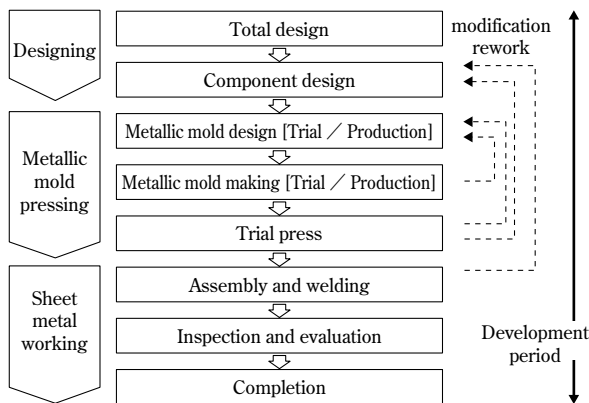 Designing
Total design
modification
rework
Component design
Metallic
mold
pressing
Metallic mold design [Trial ／ Production]
Metallic mold making [Trial ／ Production]
Trial press
Sheet
metal
working
Assembly and welding
Inspection and evaluation
Completion
Development
period